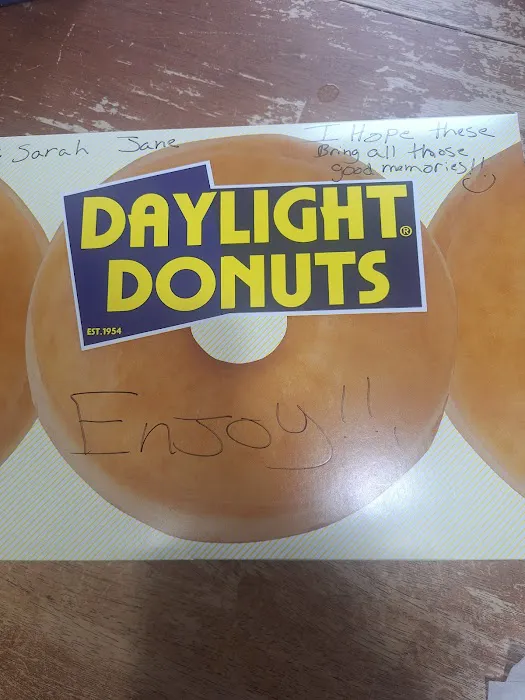 : Sarah Jane
I Hope these
Bring all those
good memories!!
DAYLIGHT®
DONUTS
EST. 1954
Enjoy!!